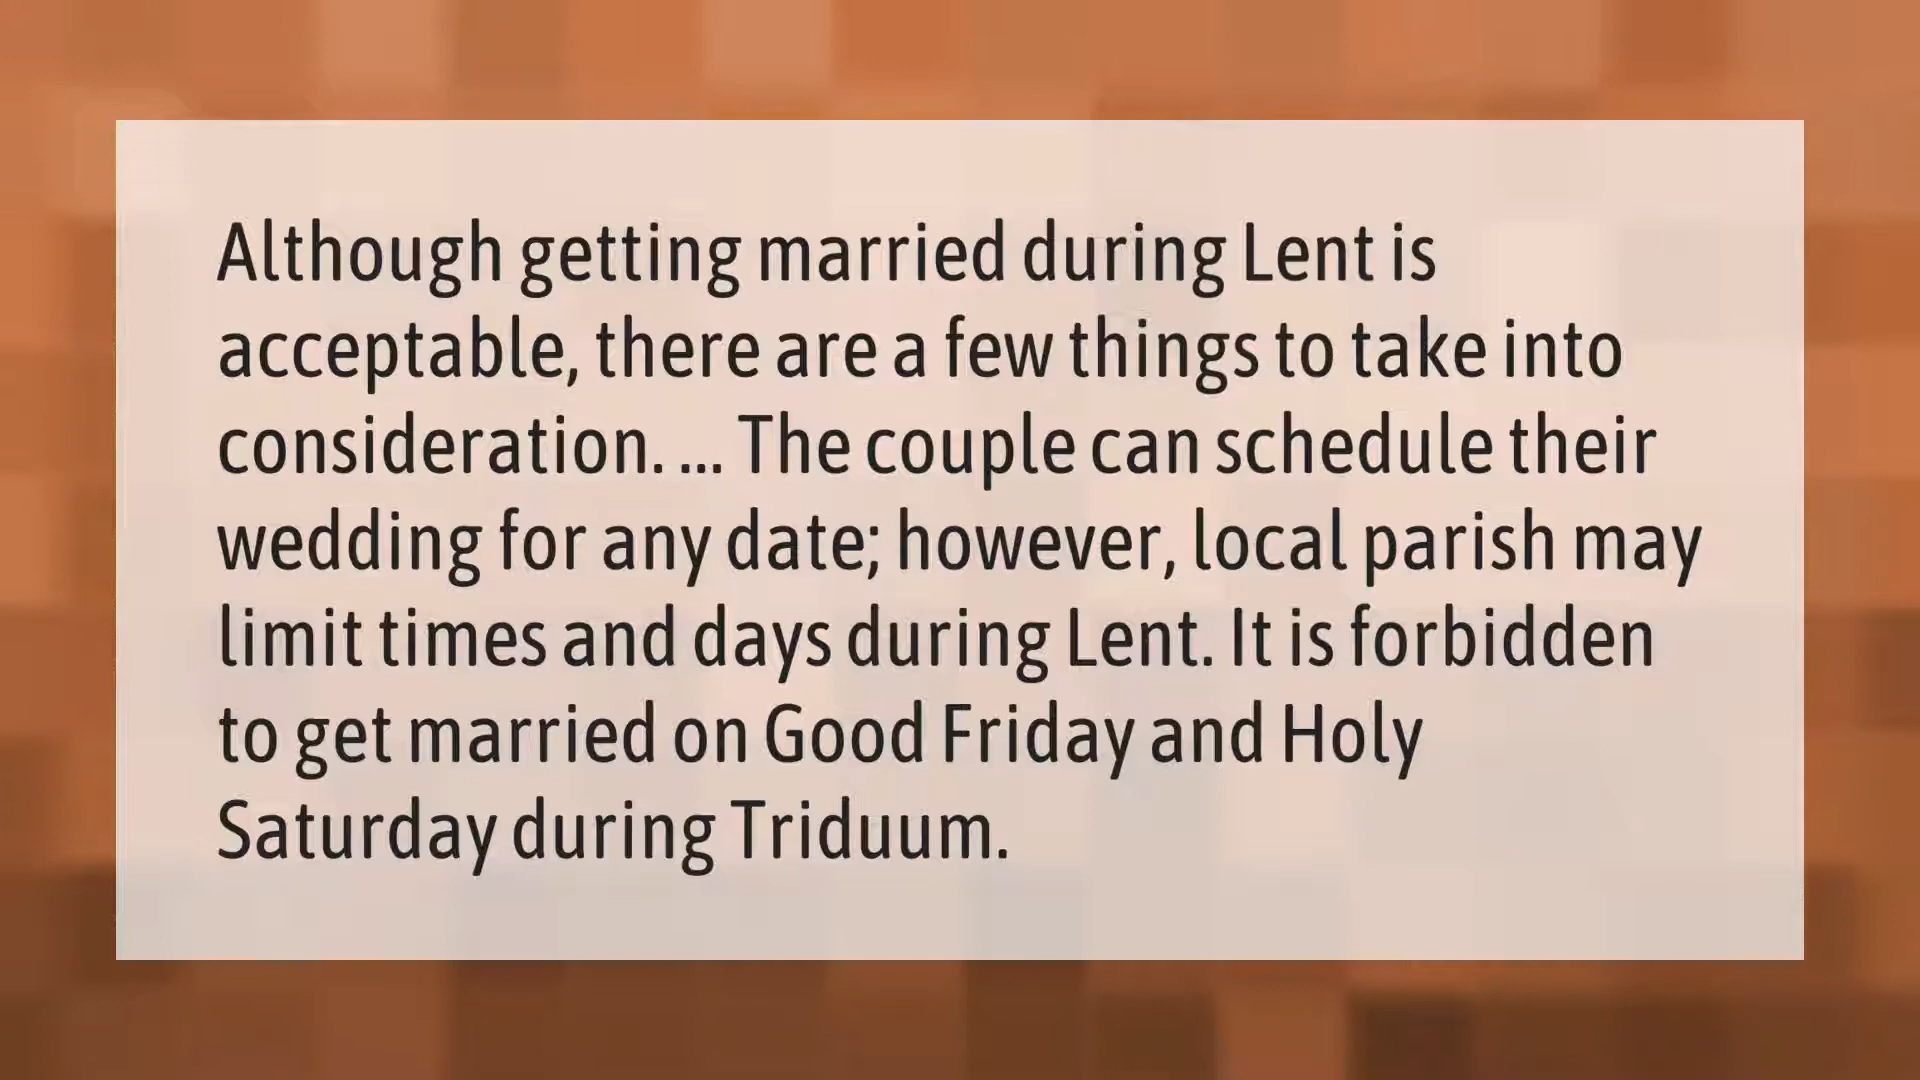 Although getting married during Lent is
acceptable, there are a few things to take into
consideration. ... The couple can schedule their
wedding for any date; however, local parish may
limit times and days during Lent. It is forbidden
to get married on Good Friday and Holy
Saturday during Triduum.